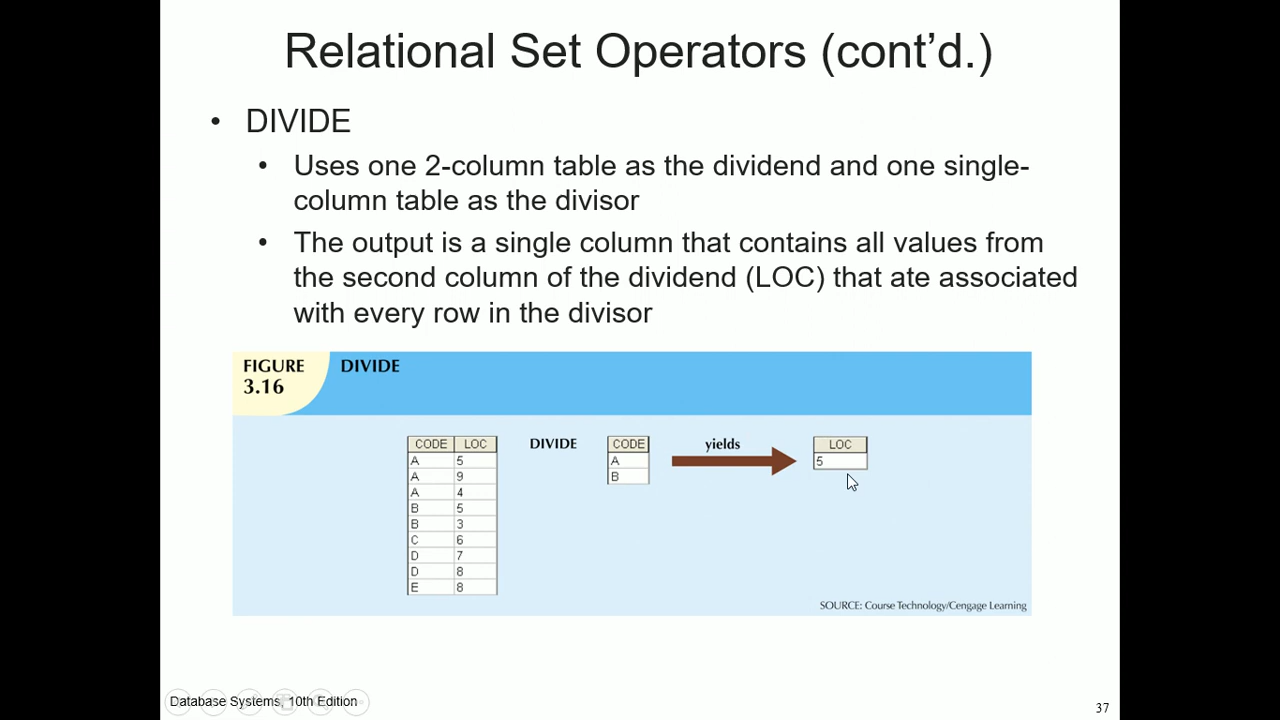 Relational Set Operators (cont’d.)
• DIVIDE
• Uses one 2-column table as the dividend and one single-
column table as the divisor
• The output is a single column that contains all values from
the second column of the dividend (LOC) that ate associated
with every row in the divisor
FIGURE
3.16
DIVIDE
CODE LOC
A 5
A 9
A 4
B 5
B 3
C 6
D 7
D 8
E 8
DIVIDE
CODE
A
B
yields
LOC
5
SOURCE: Course Technology/Cengage Learning
Database Systems, 10th Edition
37